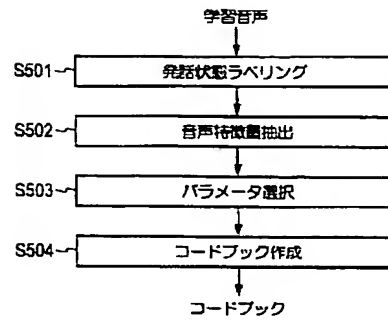 学習音声
S501 発話状態ラベリング
S502 音声特徴量抽出
S503 パラメータ選択
S504 コードブック作成
コードブック